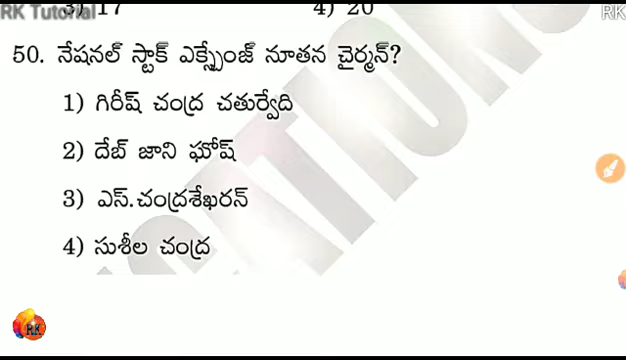 3) 17 4) 20
RK Tutorial RK
50. నేషనల్ స్టాక్ ఎక్స్ఛేంజ్ నూతన చైర్మన్?
1) గిరీష్ చంద్ర చతుర్వేది
2) దేబ్ జాని ఘోష్
3) ఎస్.చంద్రశేఖరన్
4) సుశీల చంద్ర
RK